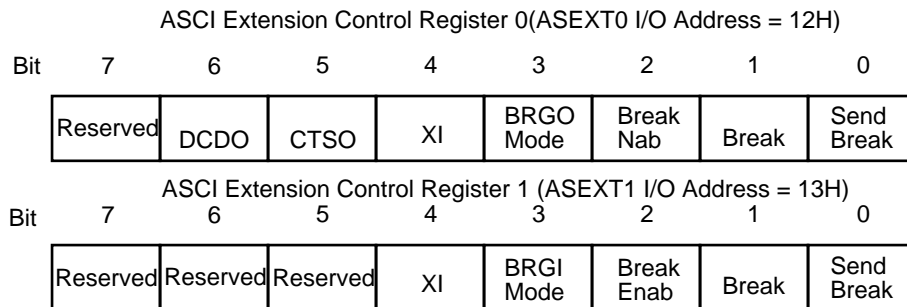 ASCI Extension Control Register 0(ASEXT0 I/O Address = 12H)
Bit 7 6 5 4 3 2 1 0
Reserved DCDO CTSO XI BRGO Mode Break Nab Break Send Break
ASCI Extension Control Register 1 (ASEXT1 I/O Address = 13H)
Bit 7 6 5 4 3 2 1 0
Reserved Reserved Reserved XI BRGI Mode Break Enab Break Send Break